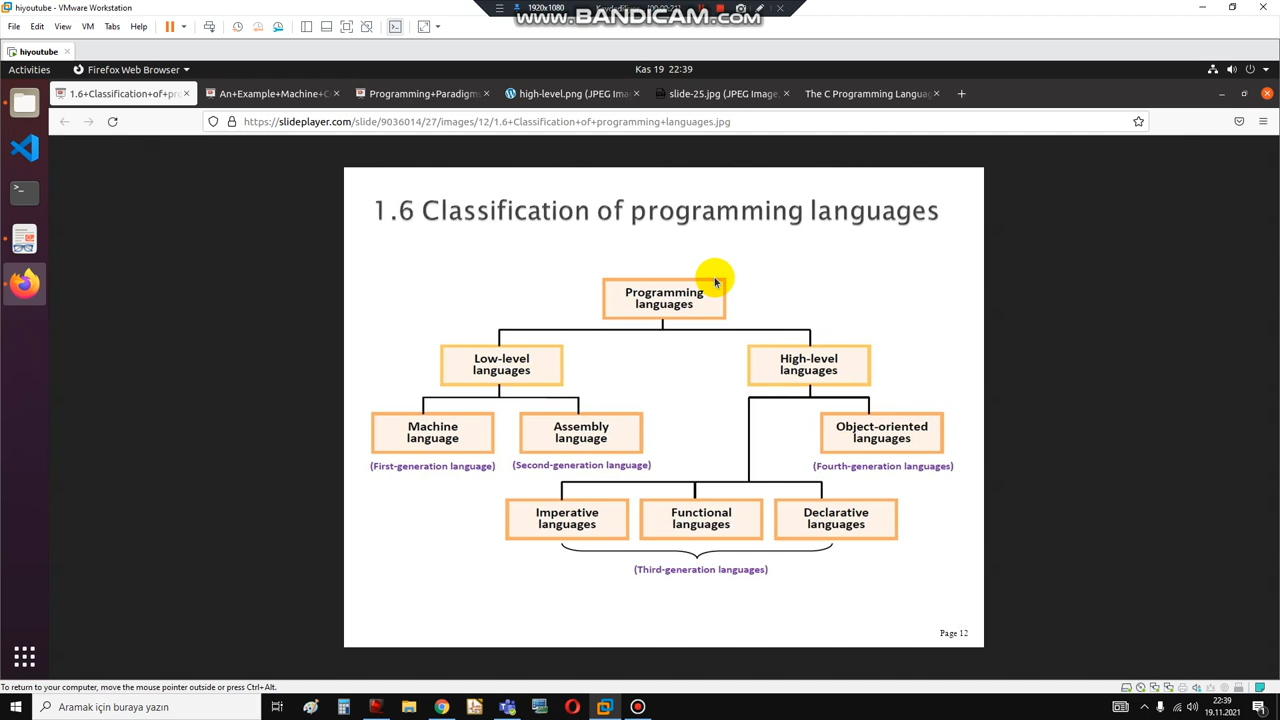 hiyoutube - VMware Workstation
1920x1080
www.BANDICAM.com
File Edit View VM Tabs Help
hiyoutube
Activities Firefox Web Browser Kas 19 22:39
1.6+Classification+of+pro An+Example+Machine+C Programming+Paradigms high-level.png (JPEG Ima slide-25.jpg (JPEG Image, The C Programming Langua
https://slideplayer.com/slide/9036014/27/images/12/1.6+Classification+of+programming+languages.jpg
1.6 Classification of programming languages
Programming
languages
Low-level
languages
High-level
languages
Machine
language
Assembly
language
Object-oriented
languages
(First-generation language)
(Second-generation language)
(Fourth-generation languages)
Imperative
languages
Functional
languages
Declarative
languages
(Third-generation languages)
Page 12
To return to your computer, move the mouse pointer outside or press Ctrl+Alt.
Aramak için buraya yazın
22:39
19.11.2021